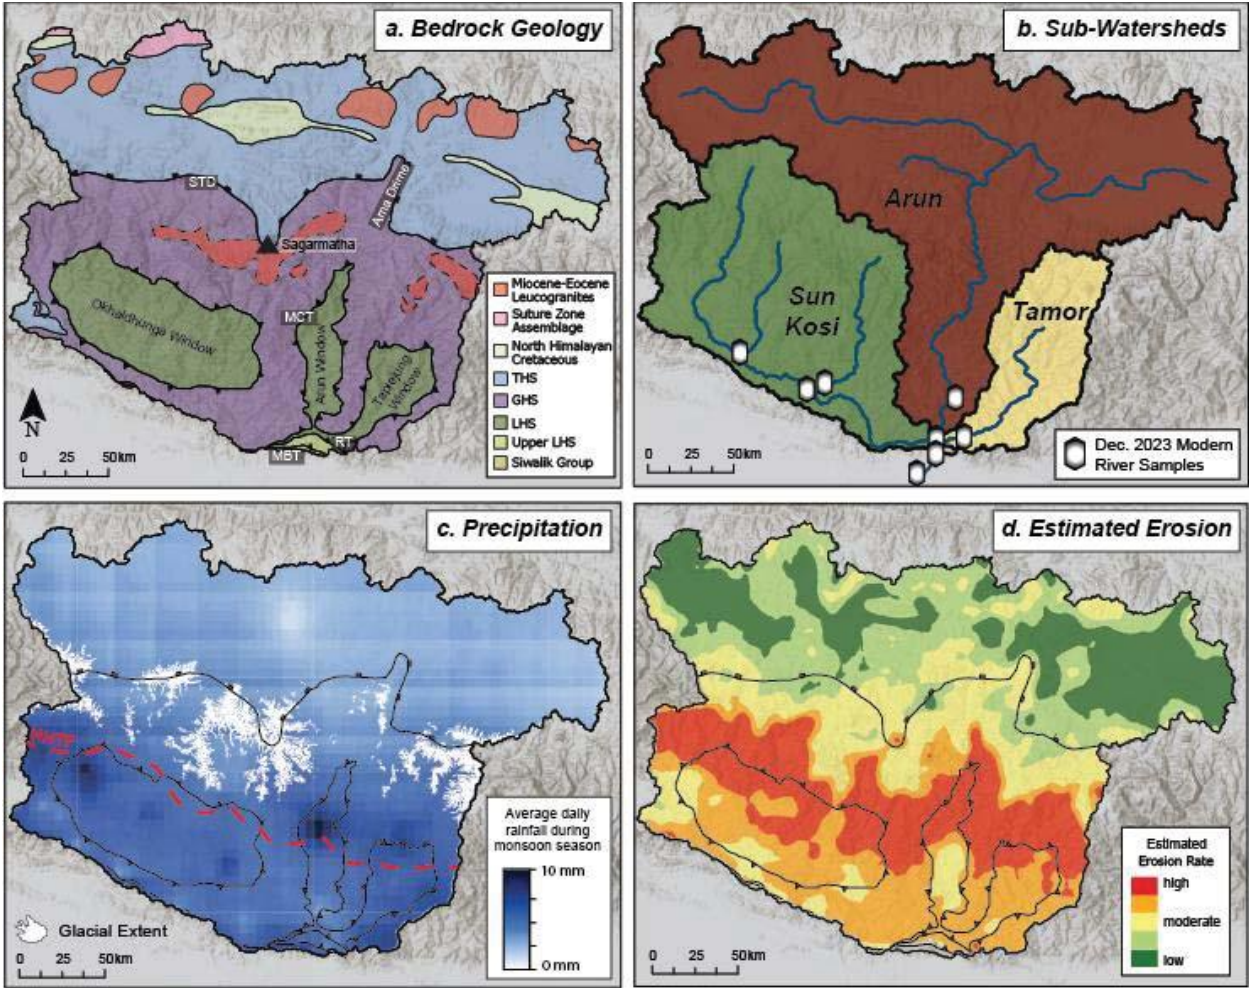 a. Bedrock Geology
STD
Ama Drime
Sagarmatha
Okhaldhunga Window
MCT
Arun Window
Taplejung
Window
RT
MBT
Miocene-Eocene
Leucogranites
Suture Zone
Assemblage
North Himalayan
Cretaceous
THS
GHS
LHS
Upper LHS
Siwalik Group
N
0 25 50km
b. Sub-Watersheds
Arun
Sun
Kosi
Tamor
Dec. 2023 Modern
River Samples
0 25 50km
c. Precipitation
Average daily
rainfall during
monsoon season
10 mm
0 mm
Glacial Extent
0 25 50km
d. Estimated Erosion
Estimated
Erosion Rate
high
moderate
low
0 25 50km